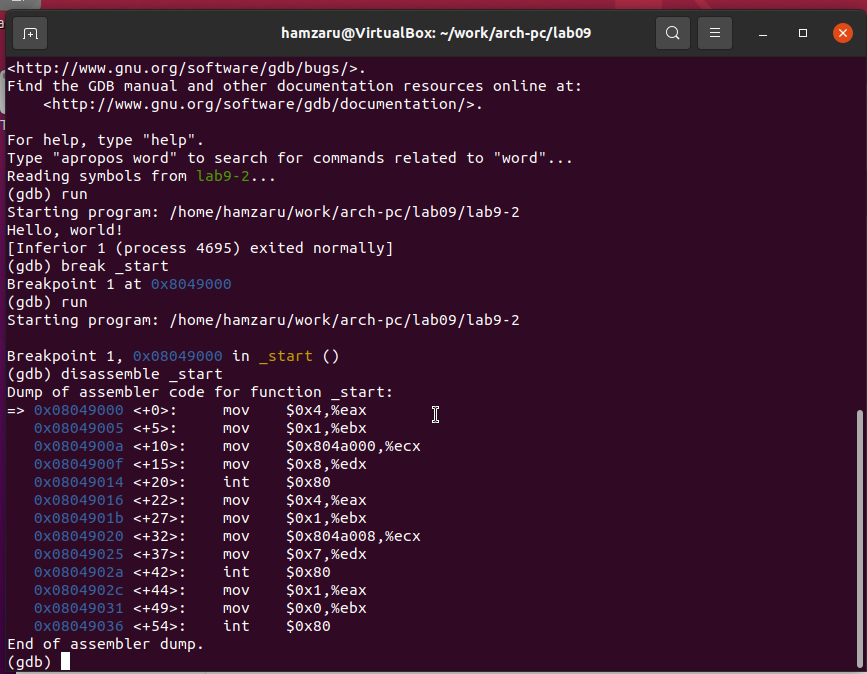 hamzaru@VirtualBox: ~/work/arch-pc/lab09
<http://www.gnu.org/software/gdb/bugs/>.
Find the GDB manual and other documentation resources online at:
    <http://www.gnu.org/software/gdb/documentation/>.
For help, type "help".
Type "apropos word" to search for commands related to "word"...
Reading symbols from lab9-2...
(gdb) run
Starting program: /home/hamzaru/work/arch-pc/lab09/lab9-2
Hello, world!
[Inferior 1 (process 4695) exited normally]
(gdb) break _start
Breakpoint 1 at 0x8049000
(gdb) run
Starting program: /home/hamzaru/work/arch-pc/lab09/lab9-2
Breakpoint 1, 0x08049000 in _start ()
(gdb) disassemble _start
Dump of assembler code for function _start:
=> 0x08049000 <+0>:     mov    $0x4,%eax
   0x08049005 <+5>:     mov    $0x1,%ebx
   0x0804900a <+10>:    mov    $0x804a000,%ecx
   0x0804900f <+15>:    mov    $0x8,%edx
   0x08049014 <+20>:    int    $0x80
   0x08049016 <+22>:    mov    $0x4,%eax
   0x0804901b <+27>:    mov    $0x1,%ebx
   0x08049020 <+32>:    mov    $0x804a008,%ecx
   0x08049025 <+37>:    mov    $0x7,%edx
   0x0804902a <+42>:    int    $0x80
   0x0804902c <+44>:    mov    $0x1,%eax
   0x08049031 <+49>:    mov    $0x0,%ebx
   0x08049036 <+54>:    int    $0x80
End of assembler dump.
(gdb)